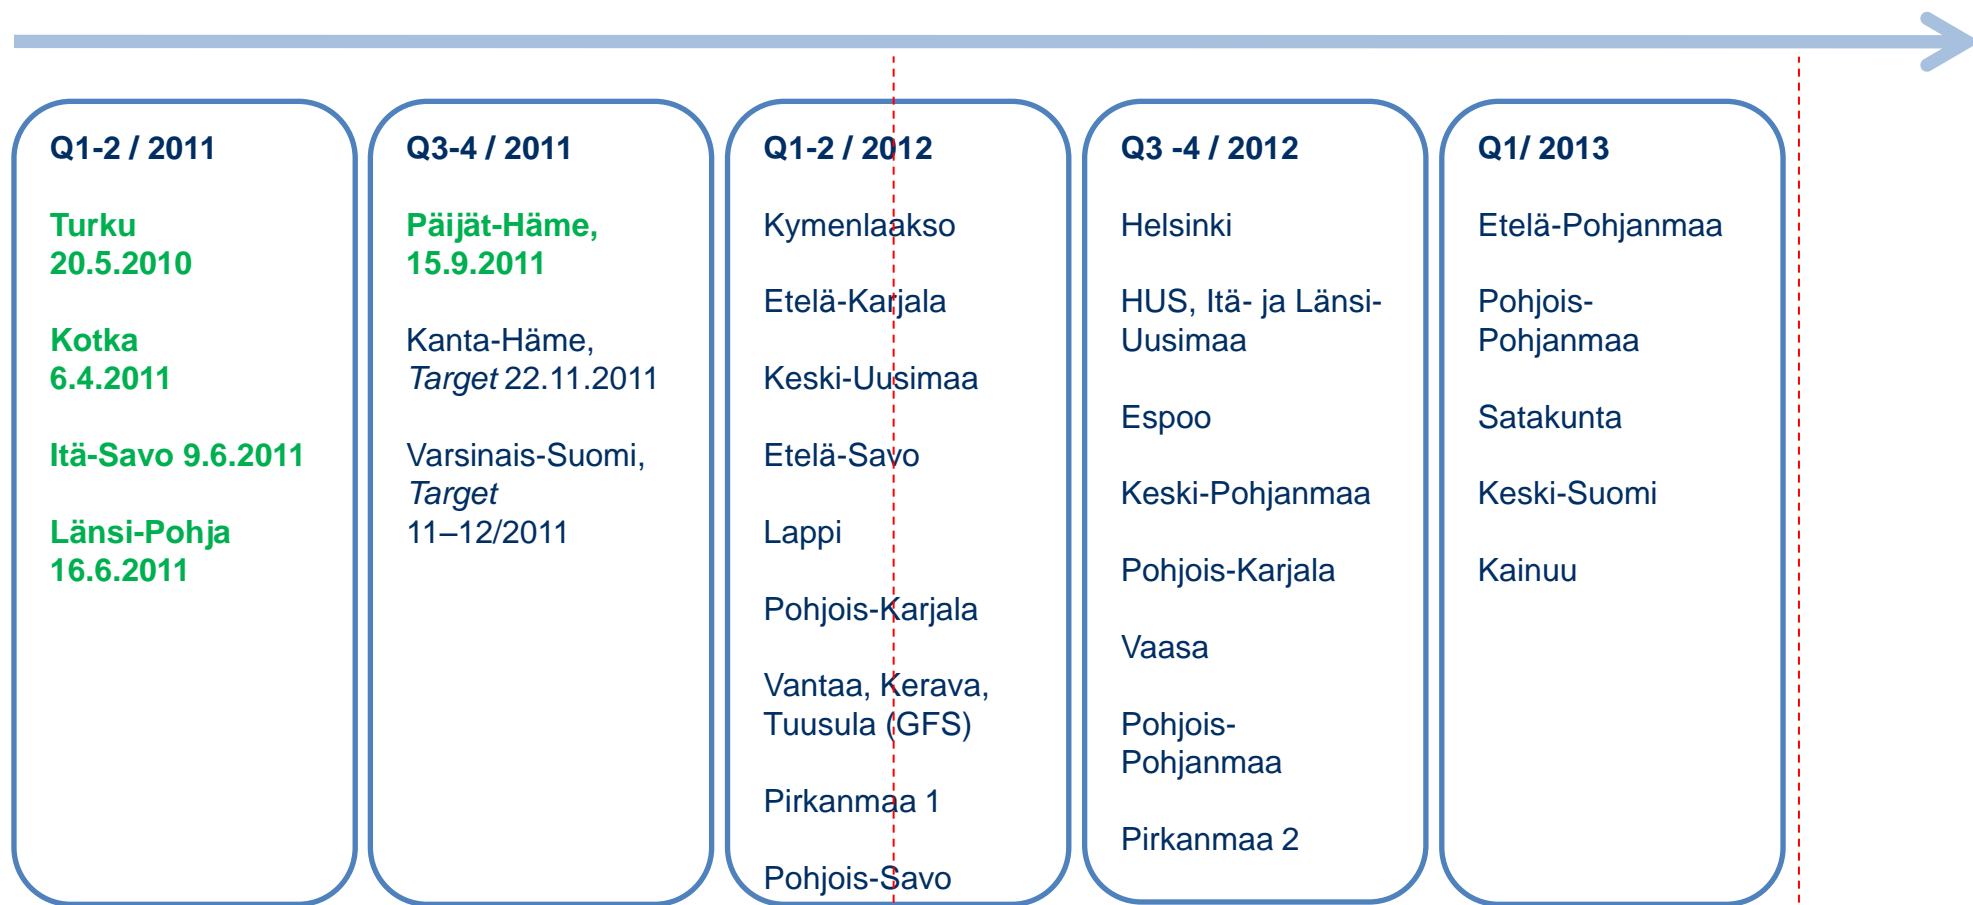 Q1-2 / 2011
Turku
20.5.2010
Kotka
6.4.2011
Itä-Savo 9.6.2011
Länsi-Pohja
16.6.2011
Q3-4 / 2011
Päijät-Häme,
15.9.2011
Kanta-Häme,
Target 22.11.2011
Varsinais-Suomi,
Target
11–12/2011
Q1-2 / 2012
Kymenlaakso
Etelä-Karjala
Keski-Uusimaa
Etelä-Savo
Lappi
Pohjois-Karjala
Vantaa, Kerava,
Tuusula (GFS)
Pirkanmaa 1
Pohjois-Savo
Q3 -4 / 2012
Helsinki
HUS, Itä- ja Länsi-
Uusimaa
Espoo
Keski-Pohjanmaa
Pohjois-Karjala
Vaasa
Pohjois-
Pohjanmaa
Pirkanmaa 2
Q1/ 2013
Etelä-Pohjanmaa
Pohjois-
Pohjanmaa
Satakunta
Keski-Suomi
Kainuu